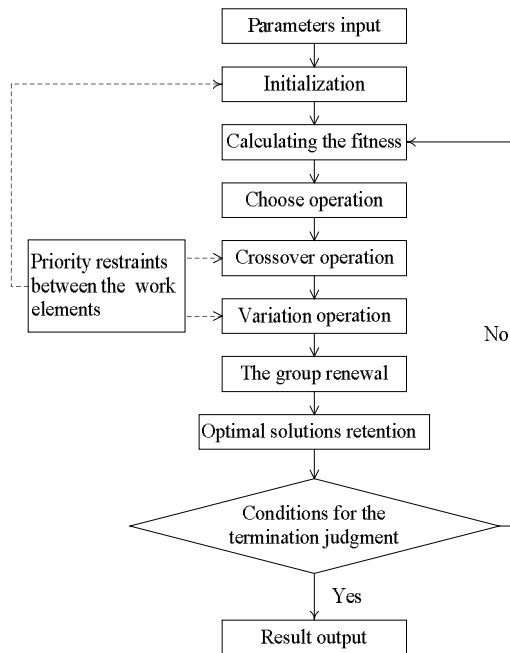 Parameters input
Initialization
Calculating the fitness
Choose operation
Priority restraints
between the work
elements
Crossover operation
Variation operation
No
The group renewal
Optimal solutions retention
Conditions for the
termination judgment
Yes
Result output